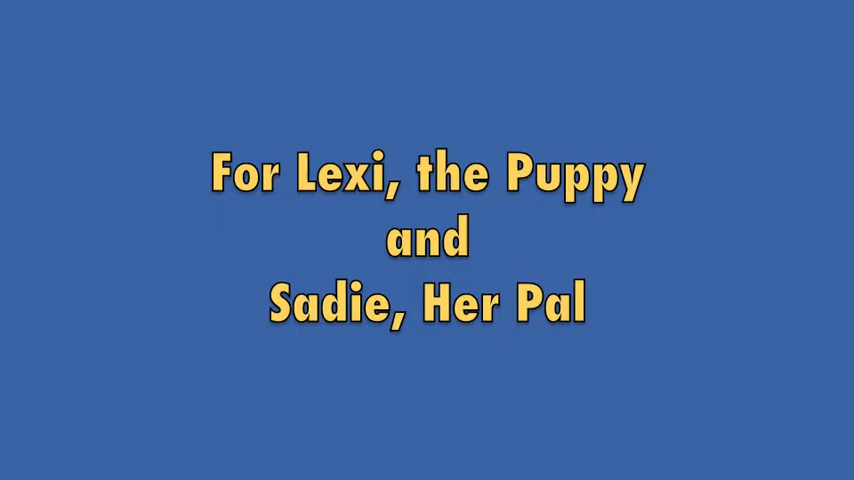 For Lexi, the Puppy
and
Sadie, Her Pal